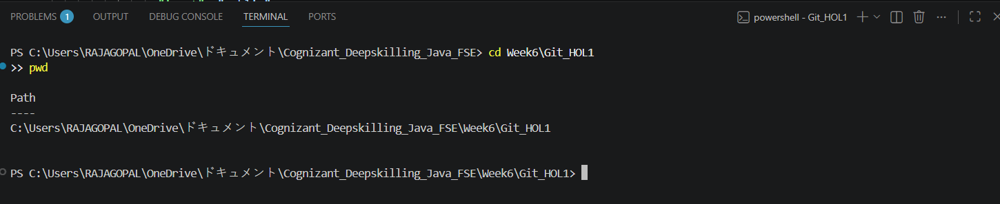 PROBLEMS 1 OUTPUT DEBUG CONSOLE TERMINAL PORTS powershell - Git_HOL1
PS C:\Users\RAJAGOPAL\OneDrive\ドキュメント\Cognizant_Deepskilling_Java_FSE> cd Week6\Git_HOL1
>> pwd
Path
----
C:\Users\RAJAGOPAL\OneDrive\ドキュメント\Cognizant_Deepskilling_Java_FSE\Week6\Git_HOL1
PS C:\Users\RAJAGOPAL\OneDrive\ドキュメント\Cognizant_Deepskilling_Java_FSE\Week6\Git_HOL1>